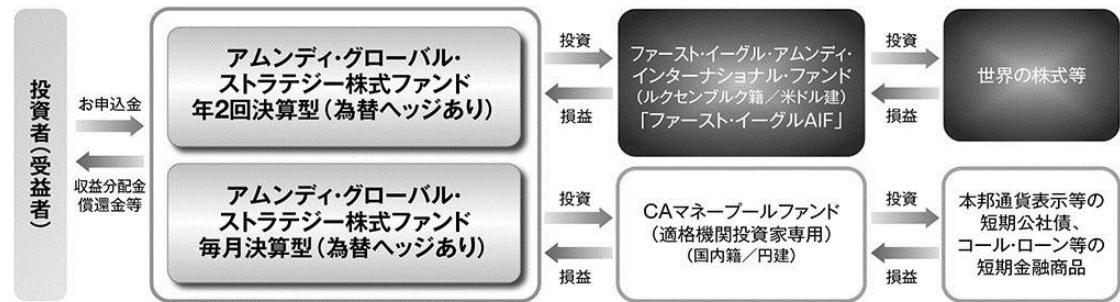 投資者(受益者)
お申込金
収益分配金
償還金等
アムンディ・グローバル・
ストラテジー株式ファンド
年2回決算型(為替ヘッジあり)
アムンディ・グローバル・
ストラテジー株式ファンド
毎月決算型(為替ヘッジあり)
投資
損益
ファースト・イーグル・アムンディ・
インターナショナル・ファンド
(ルクセンブルク籍/米ドル建)
「ファースト・イーグルAIF」
投資
損益
世界の株式等
投資
損益
CAマネープールファンド
(適格機関投資家専用)
(国内籍/円建)
投資
損益
本邦通貨表示等の
短期公社債、
コール・ローン等の
短期金融商品